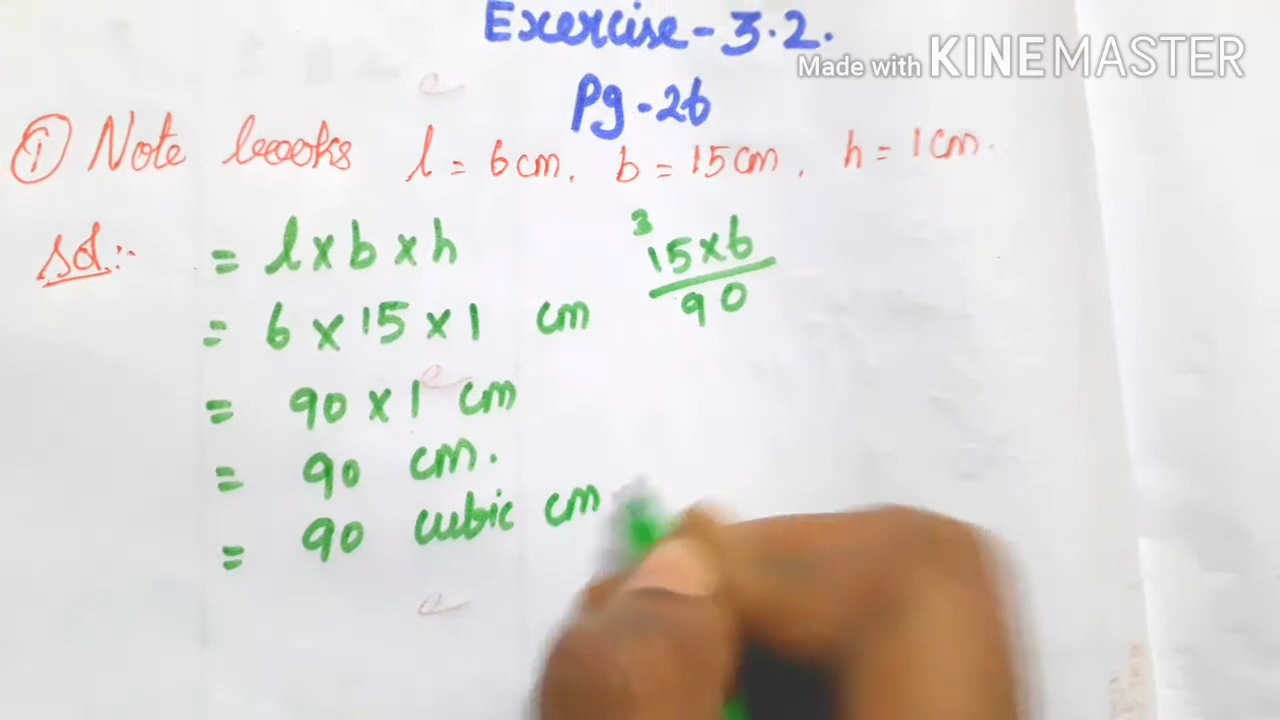 Exercise-3.2.
Made with KINEMASTER
Pg-26
① Note books l = 6cm, b = 15cm, h = 1cm.
Sol:- = l × b × h
3
15×6
90
= 6 × 15 × 1 cm
= 90 × 1 cm
= 90 cm.
= 90 cubic cm